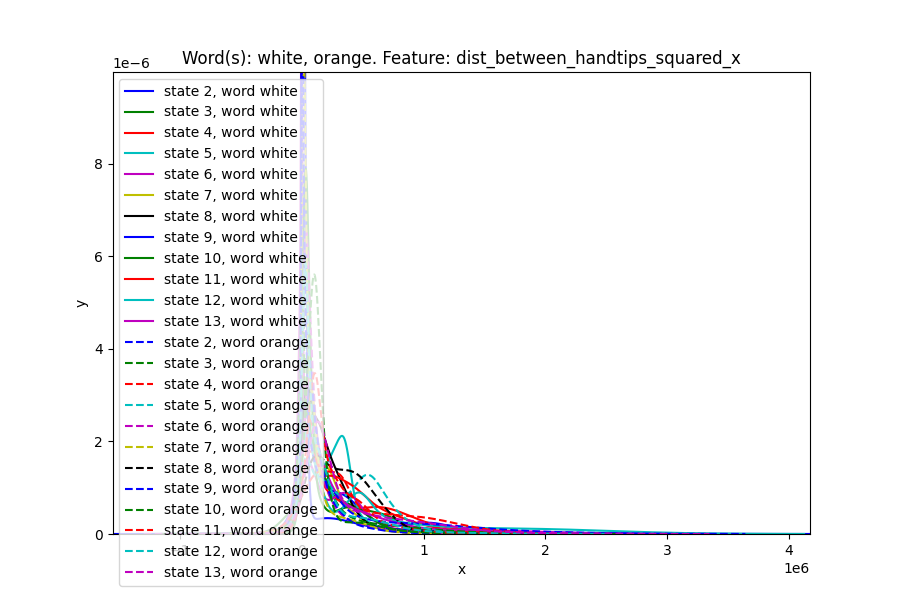 Word(s): white, orange. Feature: dist_between_handtips_squared_x
1e−6
8
6
4
2
0
y
state 2, word white
state 3, word white
state 4, word white
state 5, word white
state 6, word white
state 7, word white
state 8, word white
state 9, word white
state 10, word white
state 11, word white
state 12, word white
state 13, word white
state 2, word orange
state 3, word orange
state 4, word orange
state 5, word orange
state 6, word orange
state 7, word orange
state 8, word orange
state 9, word orange
state 10, word orange
state 11, word orange
state 12, word orange
state 13, word orange
1 2 3 4
x
1e6